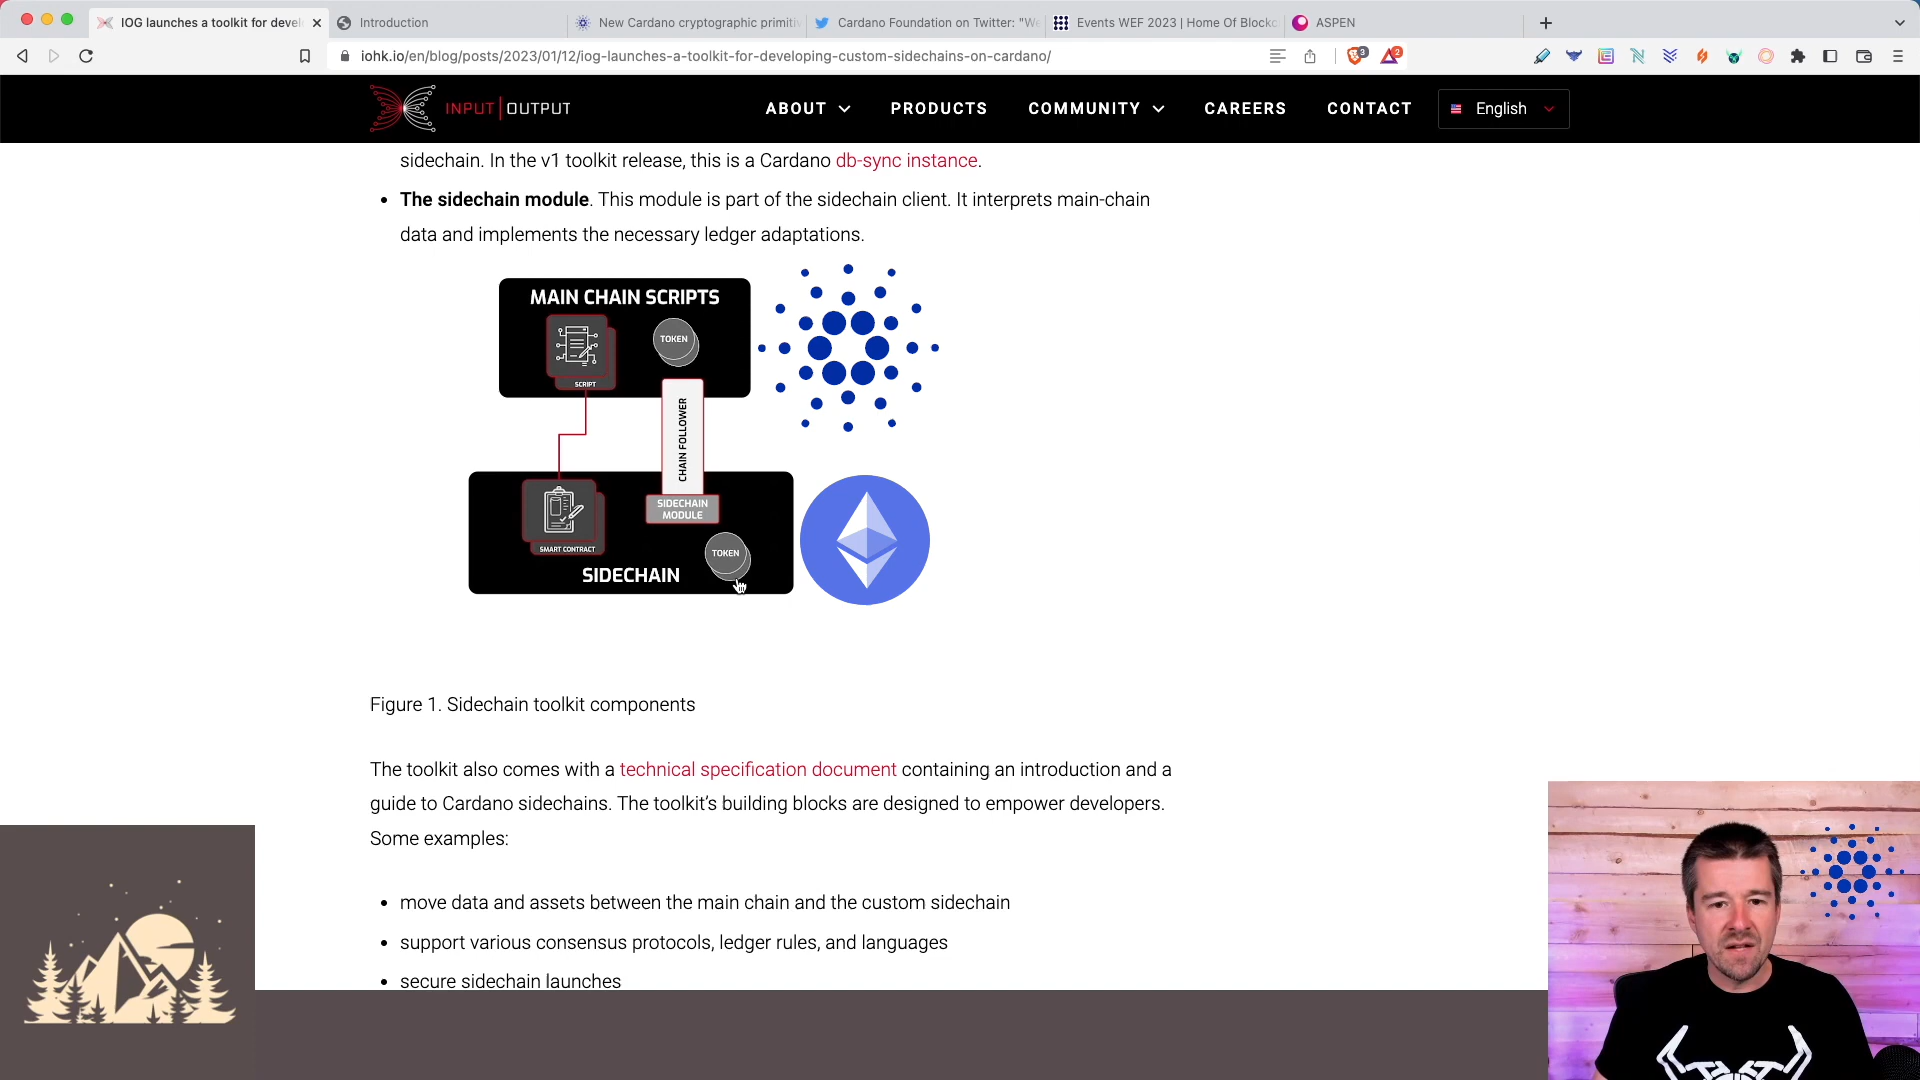 IOG launches a toolkit for devel
Introduction
New Cardano cryptographic primiti
Cardano Foundation on Twitter: "We
Events WEF 2023 | Home Of Blockc
ASPEN
iohk.io/en/blog/posts/2023/01/12/iog-launches-a-toolkit-for-developing-custom-sidechains-on-cardano/
3
2
INPUT | OUTPUT
ABOUT
PRODUCTS
COMMUNITY
CAREERS
CONTACT
English
sidechain. In the v1 toolkit release, this is a Cardano db-sync instance.
• The sidechain module. This module is part of the sidechain client. It interprets main-chain
data and implements the necessary ledger adaptations.
MAIN CHAIN SCRIPTS
TOKEN
SCRIPT
CHAIN FOLLOWER
SIDECHAIN
MODULE
SMART CONTRACT
TOKEN
SIDECHAIN
Figure 1. Sidechain toolkit components
The toolkit also comes with a technical specification document containing an introduction and a
guide to Cardano sidechains. The toolkit's building blocks are designed to empower developers.
Some examples:
• move data and assets between the main chain and the custom sidechain
• support various consensus protocols, ledger rules, and languages
• secure sidechain launches